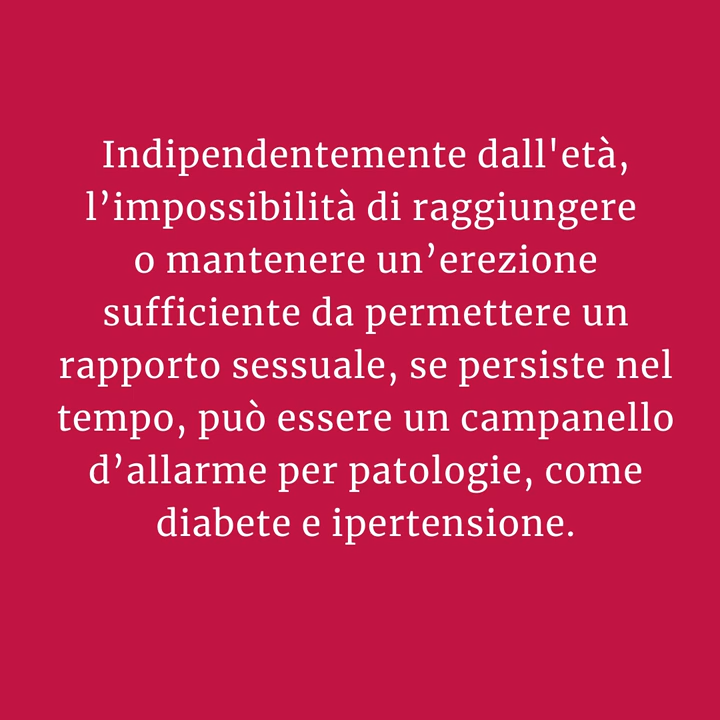 Indipendentemente dall'età,
l’impossibilità di raggiungere
o mantenere un’erezione
sufficiente da permettere un
rapporto sessuale, se persiste nel
tempo, può essere un campanello
d’allarme per patologie, come
diabete e ipertensione.